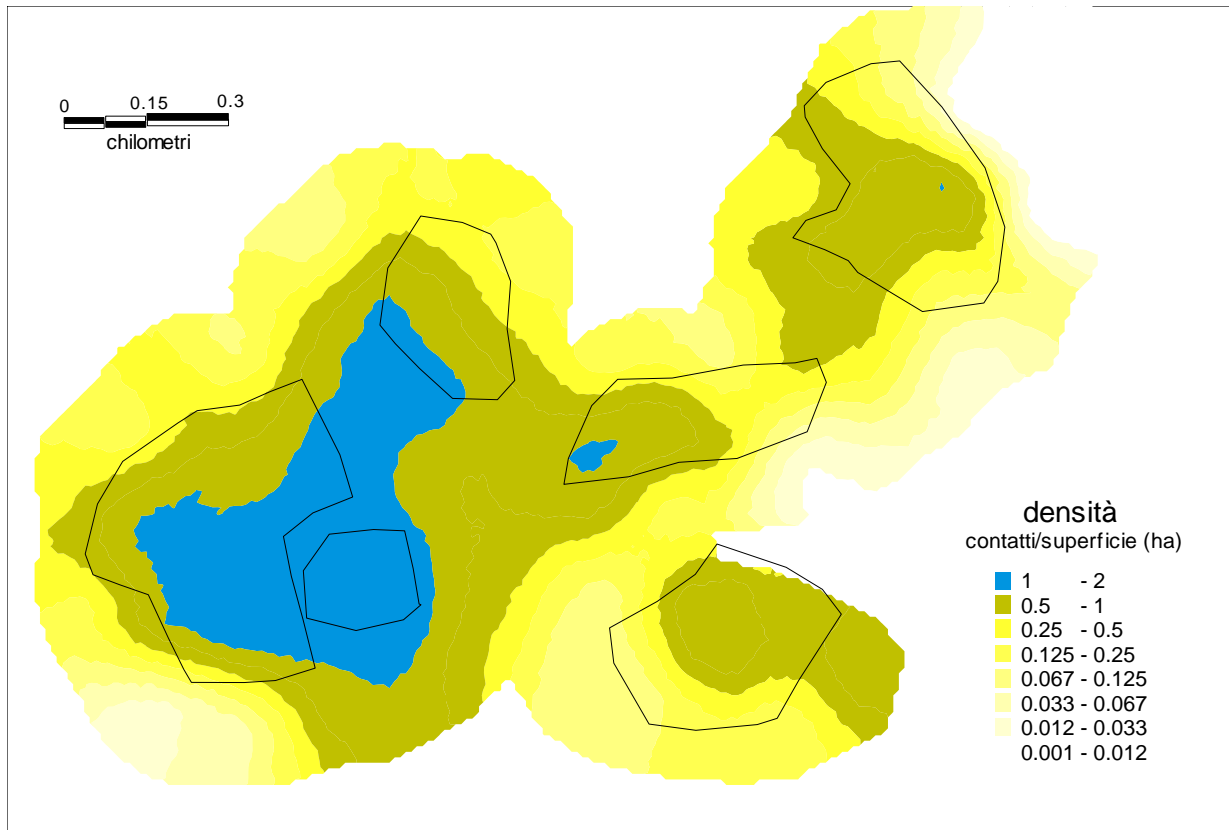 0 0.15 0.3
chilometri
densità
contatti/superficie (ha)
1 - 2
0.5 - 1
0.25 - 0.5
0.125 - 0.25
0.067 - 0.125
0.033 - 0.067
0.012 - 0.033
0.001 - 0.012